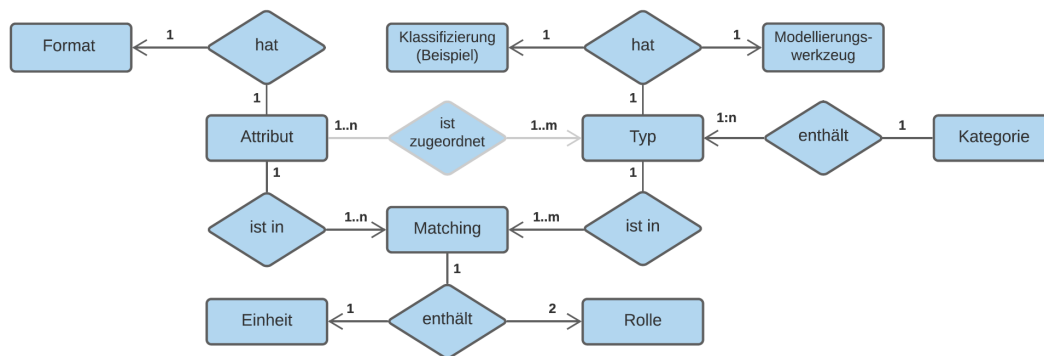 Format
1
hat
Klassifizierung
(Beispiel)
1
hat
1
Modellierungs-
werkzeug
1
1
Attribut
1..n
ist
zugeordnet
1..m
Typ
1:n
enthält
1
Kategorie
1
1
ist in
1..n
Matching
1..m
ist in
1
Einheit
1
enthält
2
Rolle